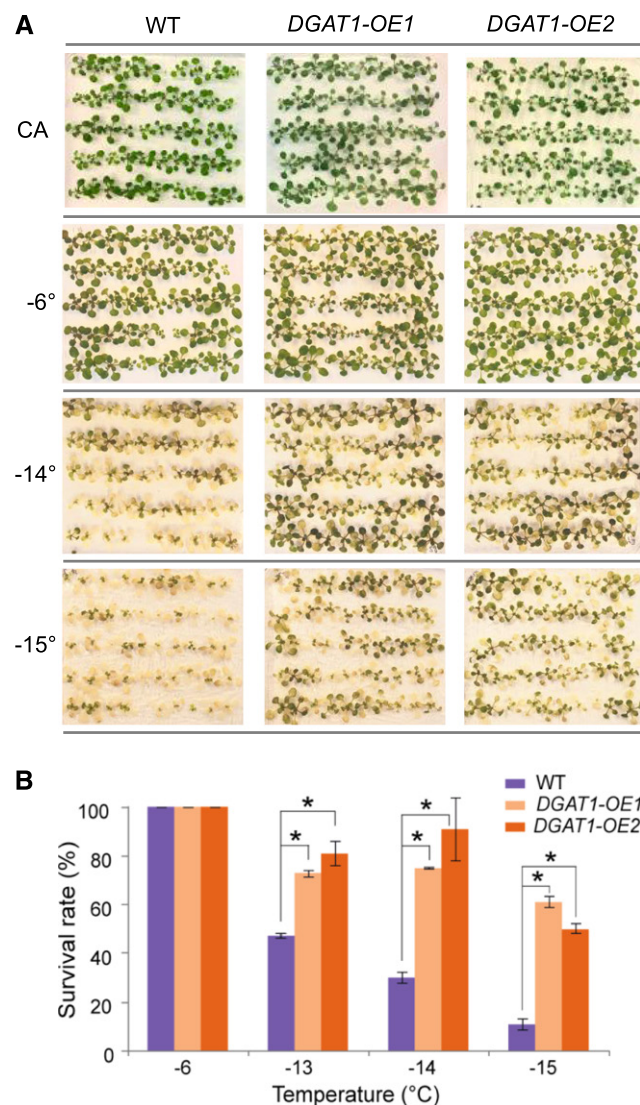 A
WT DGAT1-OE1 DGAT1-OE2
CA
-6°
-14°
-15°
B
WT
DGAT1-OE1
DGAT1-OE2
Survival rate (%)
100
80
60
40
20
0
* * * * * *
-6 -13 -14 -15
Temperature (°C)